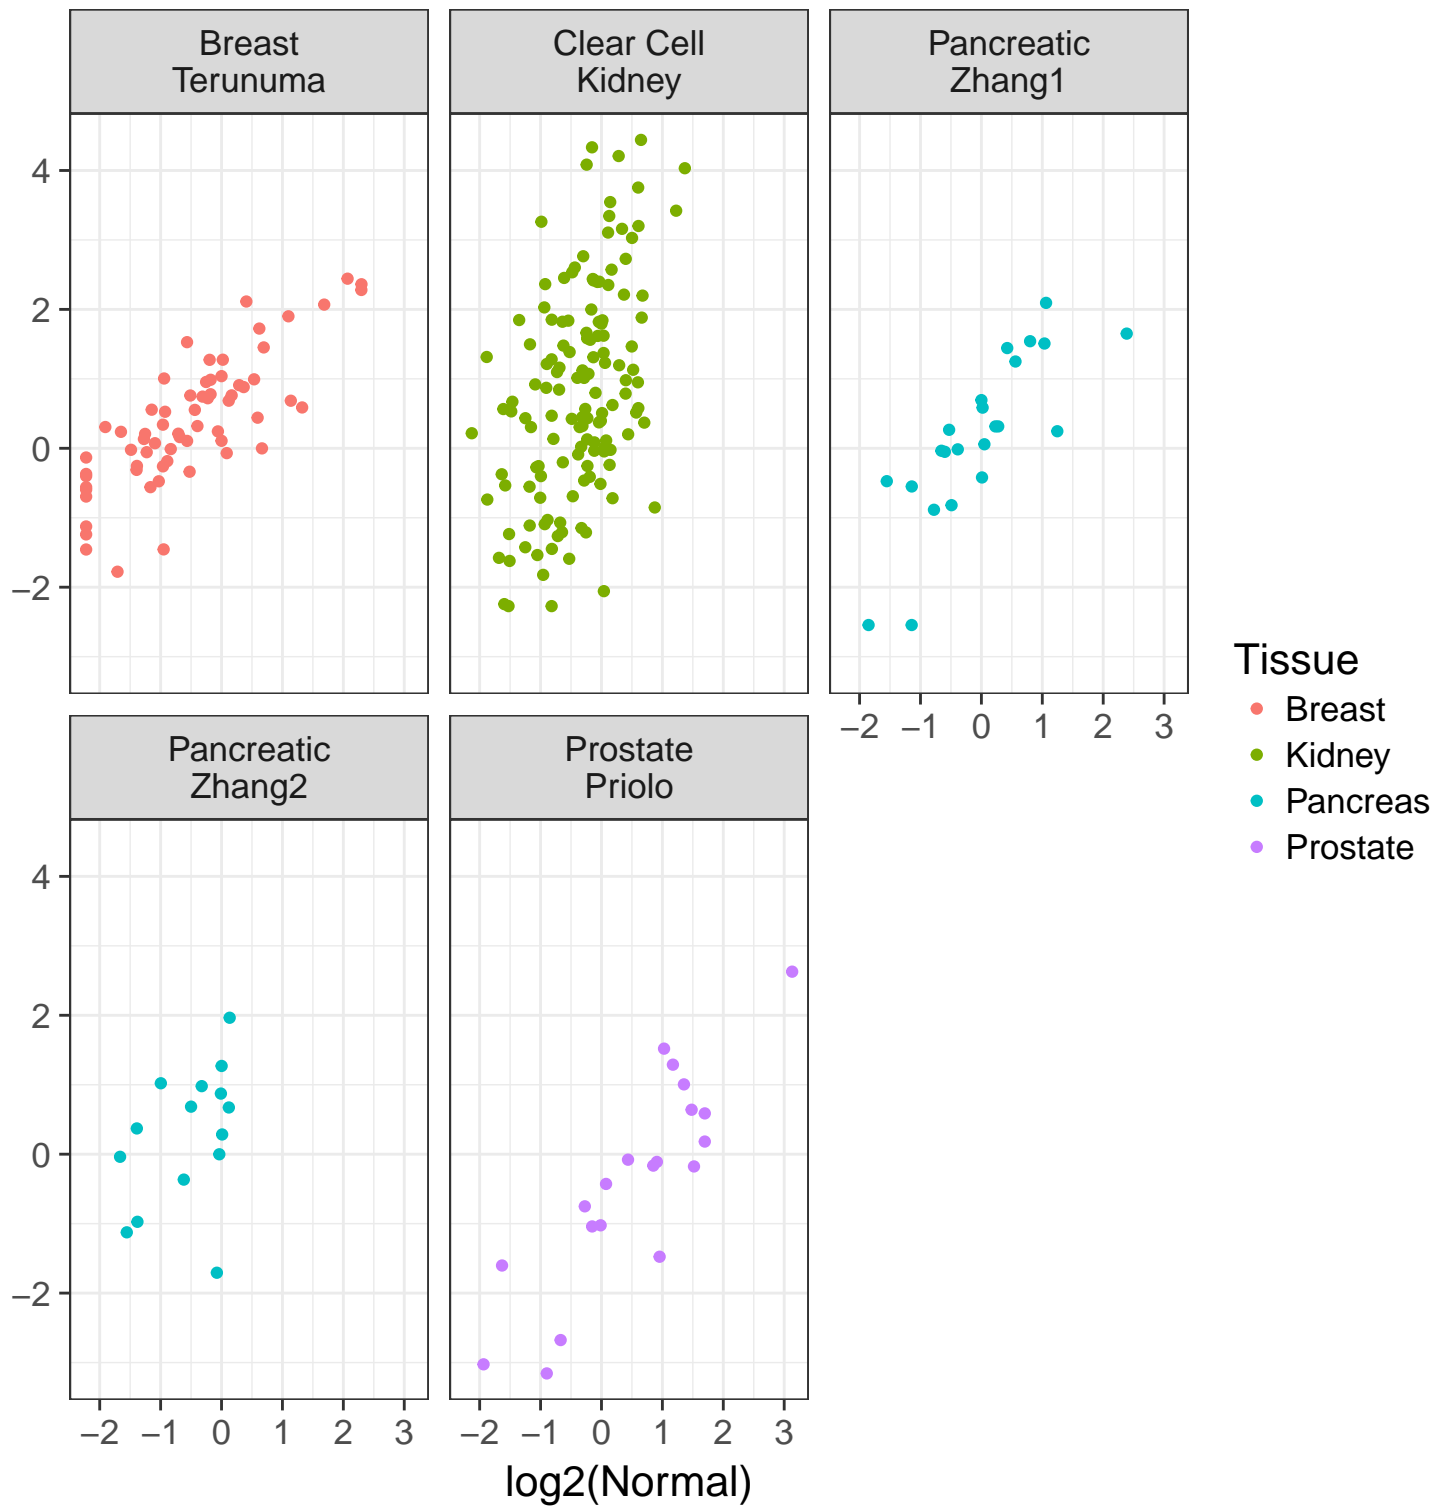 Breast
Terunuma
Clear Cell
Kidney
Pancreatic
Zhang1
4
2
0
−2
−2 −1 0 1 2 3
Pancreatic
Zhang2
Prostate
Priolo
4
2
0
−2
−2 −1 0 1 2 3
−2 −1 0 1 2 3
log2(Normal)
Tissue
Breast
Kidney
Pancreas
Prostate